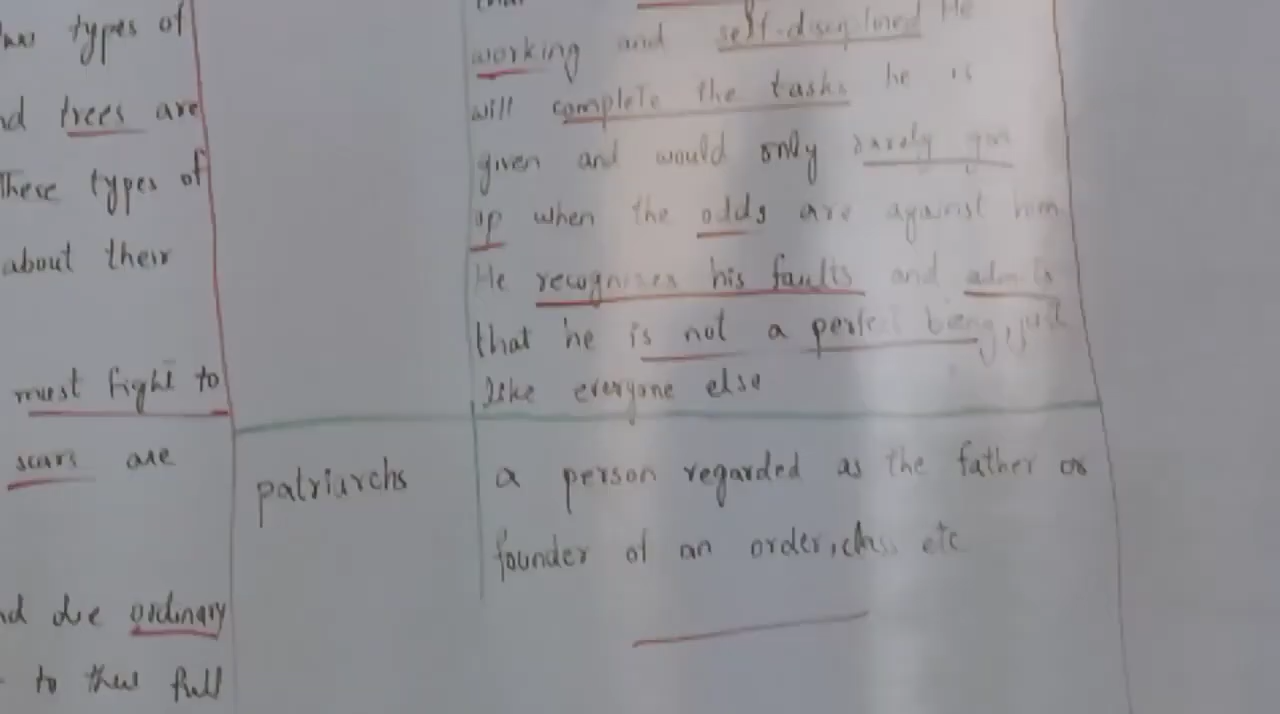 types of
trees are
These types of
about their
must fight to
scars are
ordinary
to full
that
working and self-disciplined He
will complete the tasks he is
given and would only rarely give
up when the odds are against him
He recognises his faults and admits
that he is not a perfect being, just
like everyone else
patriarchs
a person regarded as the father or
founder of an order, class, etc